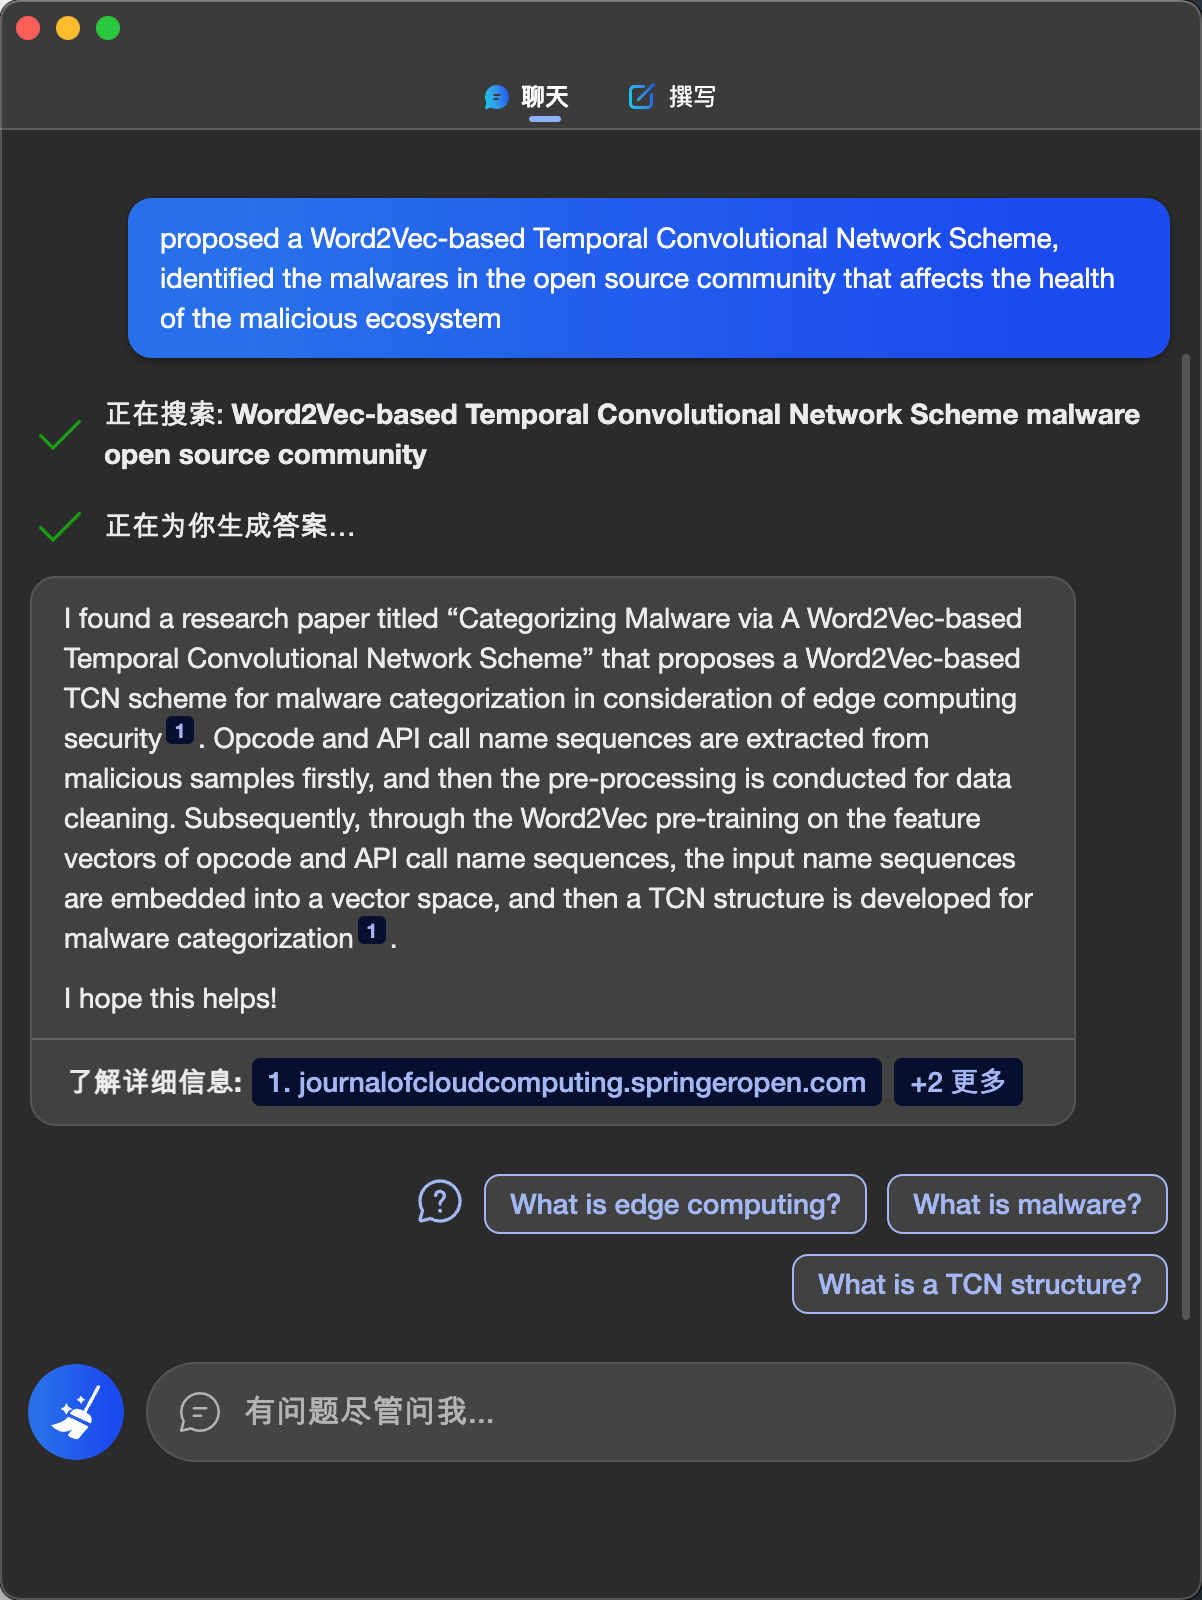 聊天
撰写
proposed a Word2Vec-based Temporal Convolutional Network Scheme,
identified the malwares in the open source community that affects the health
of the malicious ecosystem
正在搜索: Word2Vec-based Temporal Convolutional Network Scheme malware
open source community
正在为你生成答案...
I found a research paper titled “Categorizing Malware via A Word2Vec-based
Temporal Convolutional Network Scheme” that proposes a Word2Vec-based
TCN scheme for malware categorization in consideration of edge computing
security 1 . Opcode and API call name sequences are extracted from
malicious samples firstly, and then the pre-processing is conducted for data
cleaning. Subsequently, through the Word2Vec pre-training on the feature
vectors of opcode and API call name sequences, the input name sequences
are embedded into a vector space, and then a TCN structure is developed for
malware categorization 1 .
I hope this helps!
了解详细信息: 1. journalofcloudcomputing.springeropen.com +2 更多
What is edge computing?
What is malware?
What is a TCN structure?
有问题尽管问我...